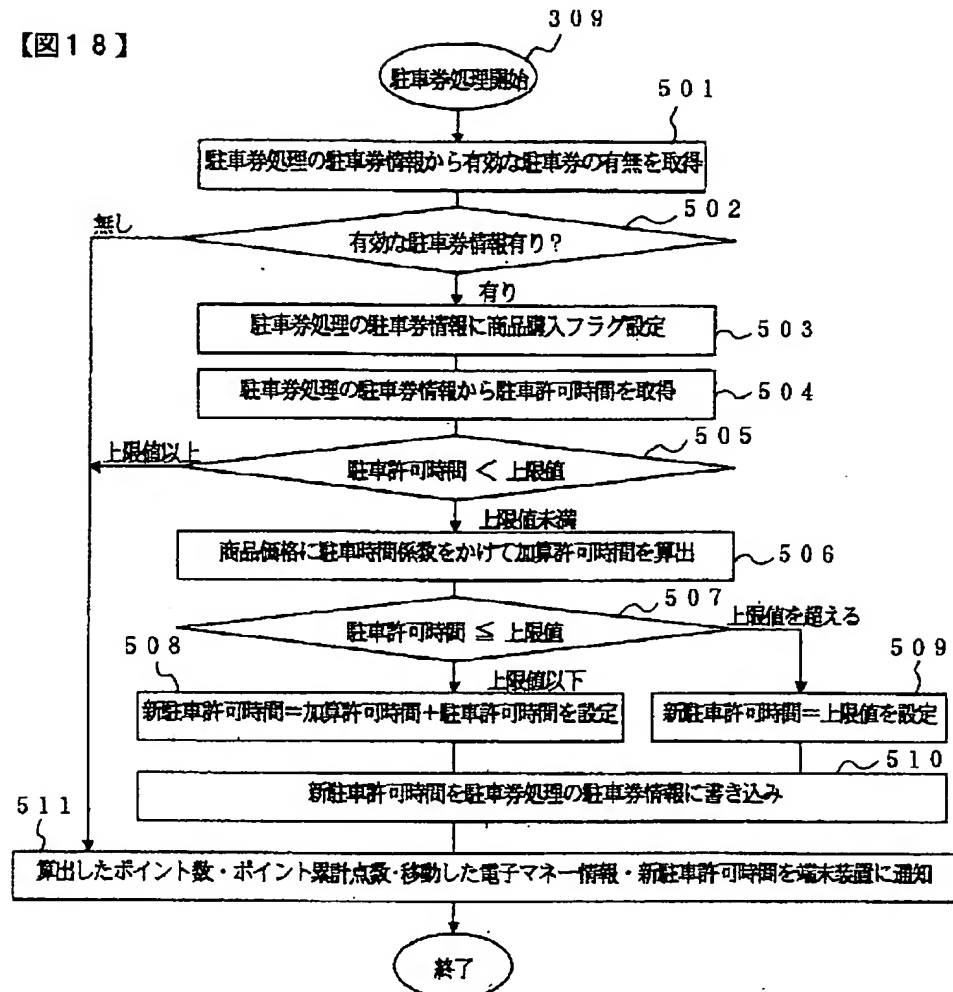 【図１８】
３０９
駐車券処理開始
５０１
駐車券処理の駐車券情報から有効な駐車券の有無を取得
５０２
無し
有効な駐車券情報有り？
有り
駐車券処理の駐車券情報に商品購入フラグ設定
５０３
駐車券処理の駐車券情報から駐車許可時間を取得
５０４
５０５
上限値以上
駐車許可時間 ＜ 上限値
上限値未満
商品価格に駐車時間係数をかけて加算許可時間を算出
５０６
５０７
上限値を超える
駐車許可時間 ≦ 上限値
５０８
上限値以下
５０９
新駐車許可時間＝加算許可時間＋駐車許可時間を設定
新駐車許可時間＝上限値を設定
５１０
新駐車許可時間を駐車券処理の駐車券情報に書き込み
５１１
算出したポイント数・ポイント累計点数・移動した電子マネー情報・新駐車許可時間を端末装置に通知
終了